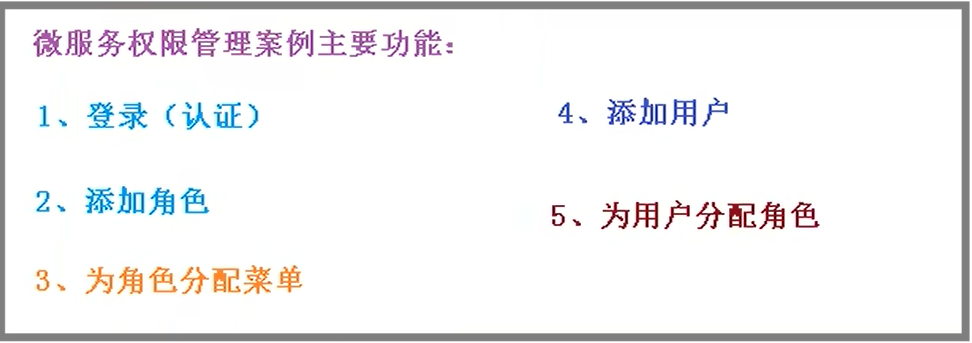 微服务权限管理案例主要功能：
1、登录（认证）
2、添加角色
3、为角色分配菜单
4、添加用户
5、为用户分配角色